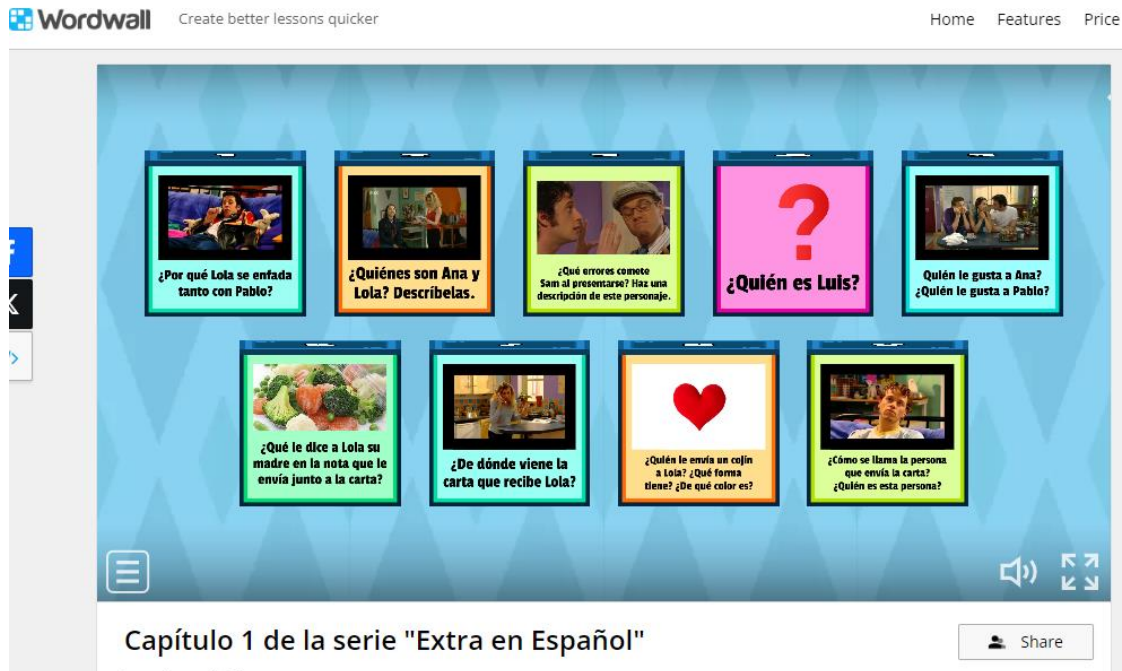 Wordwall
Create better lessons quicker
Home Features Price
¿Por qué Lola se enfada
tanto con Pablo?
¿Quiénes son Ana y
Lola? Descríbelas.
¿Qué errores comete
Sam al presentarse? Haz una
descripción de este personaje.
¿Quién es Luis?
Quién le gusta a Ana?
¿Quién le gusta a Pablo?
¿Qué le dice a Lola su
madre en la nota que le
envía junto a la carta?
¿De dónde viene la
carta que recibe Lola?
¿Quién le envía un cojín
a Lola? ¿Qué forma
tiene? ¿De qué color es?
¿Cómo se llama la persona
que envía la carta?
¿Quién es esta persona?
Capítulo 1 de la serie "Extra en Español"
Share